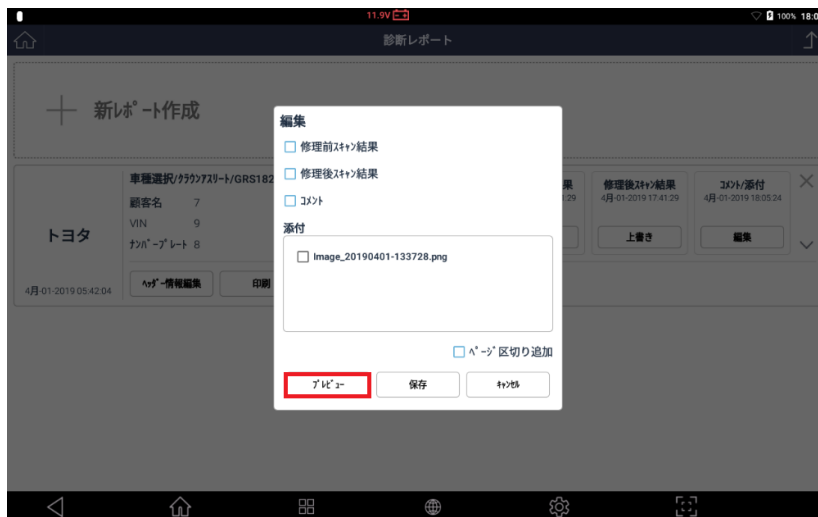 11.9V
100% 18:0
診断レポート
新ﾚﾎﾟｰﾄ作成
トヨタ
4月-01-2019 05:42:04
車種選択/ｸﾗｳﾝｱｽﾘｰﾄ/GRS182
顧客名 7
VIN 9
ﾅﾝﾊﾞｰﾌﾟﾚｰﾄ 8
ﾍｯﾀﾞｰ情報編集
印刷
編集
修理前ｽｷｬﾝ結果
修理後ｽｷｬﾝ結果
ｺﾒﾝﾄ
添付
Image_20190401-133728.png
ﾍﾟｰｼﾞ区切り追加
ﾌﾟﾚﾋﾞｭｰ
保存
ｷｬﾝｾﾙ
果
1:29
修理後ｽｷｬﾝ結果
4月-01-2019 17:41:29
上書き
ｺﾒﾝﾄ/添付
4月-01-2019 18:05:24
編集